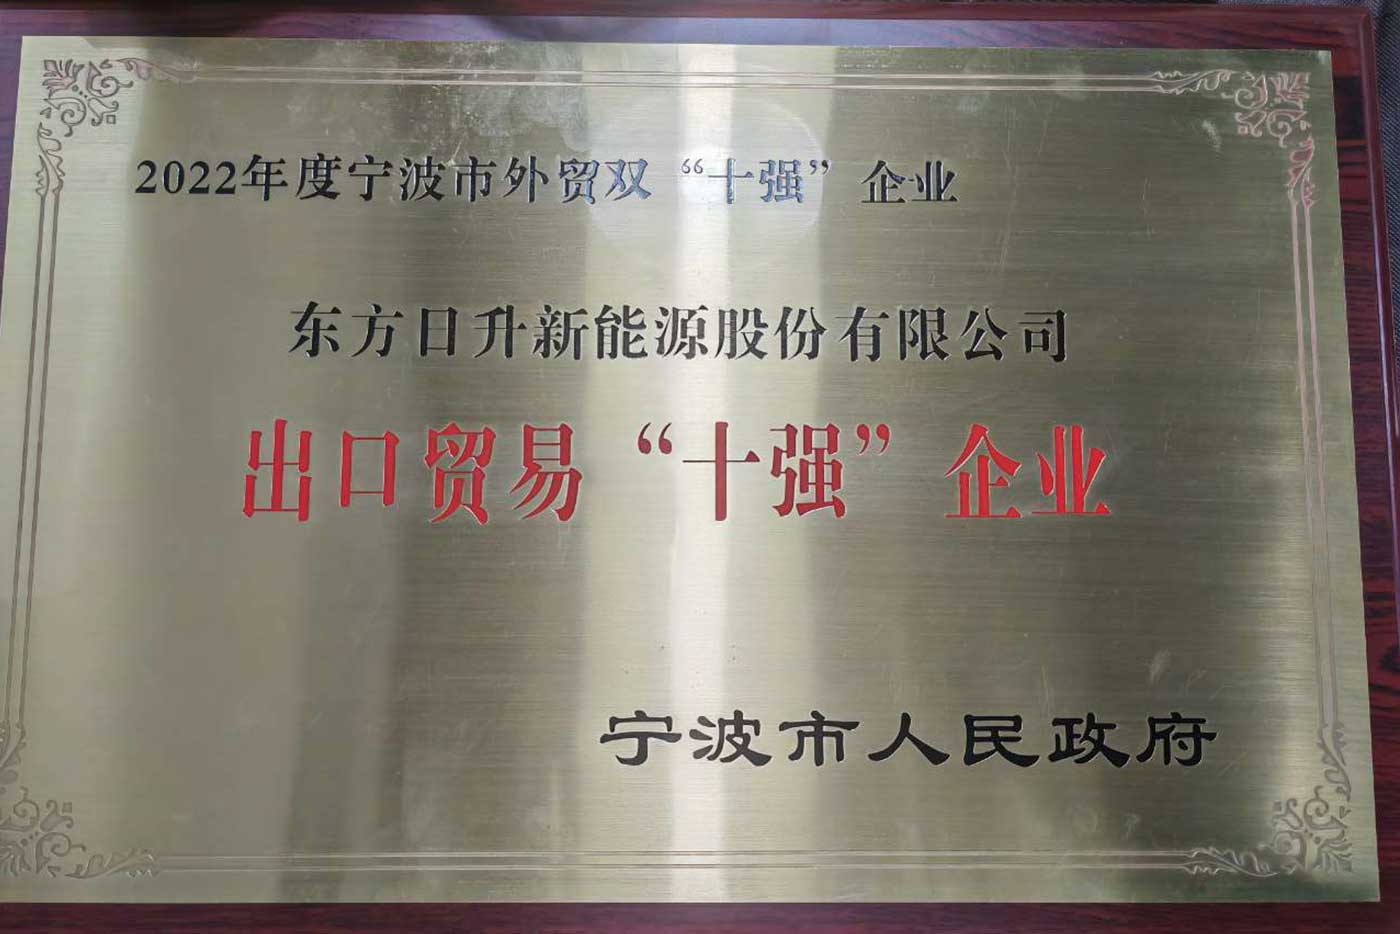 2022年度宁波市外贸双“十强”企业
东方日升新能源股份有限公司
出口贸易“十强”企业
宁波市人民政府